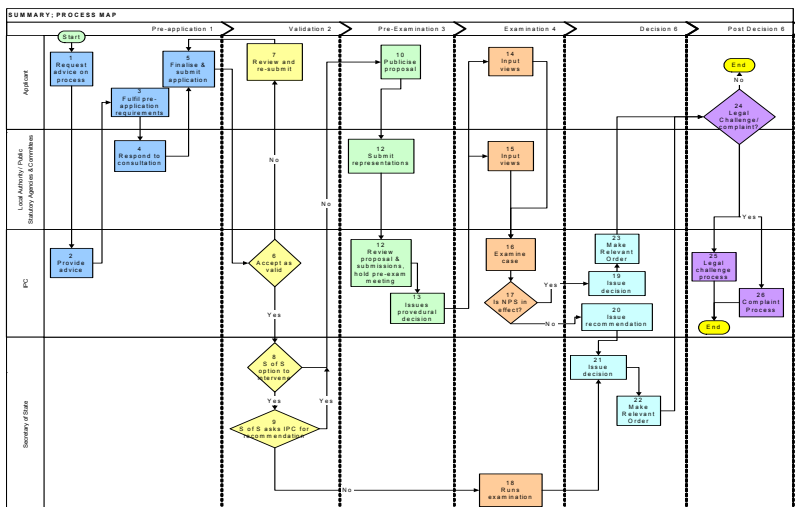 SUMMARY; PROCESS MAP
Pre-application 1
Validation 2
Pre-Examination 3
Examination 4
Decision 6
Post Decision 6
Applicant
Start
1
Request
advice on
process
3
Fulfil pre-
application
requirements
5
Finalise &
submit
application
7
Review and
re-submit
10
Publicise
proposal
14
Input
views
End
No
24
Legal
Challenge/
complaint?
Local Authority / Public
Statutory Agencies & Committees
4
Respond to
consultation
No
No
12
Submit
representations
15
Input
views
Yes
IPC
2
Provide
advice
6
Accept as
valid
Yes
12
Review
proposal &
submissions,
hold pre-exam
meeting
13
Issues
provedural
decision
16
Examine
case
17
Is NPS in
effect?
Yes
No
23
Make
Relevant
Order
19
Issue
decision
20
Issue
recommendation
25
Legal
challenge
process
26
Complaint
Process
End
Secretary of State
8
S of S
option to
intervene
Yes
Yes
9
S of S asks IPC for
recommendation
No
18
Runs
examination
21
Issue
decision
22
Make
Relevant
Order